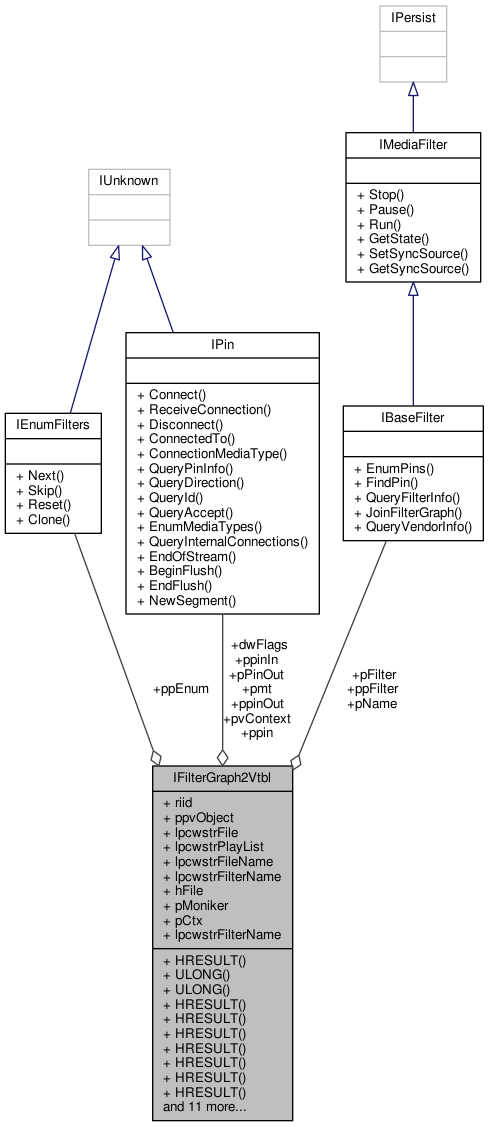 IPersist
IMediaFilter
+ Stop()
+ Pause()
+ Run()
+ GetState()
+ SetSyncSource()
+ GetSyncSource()
IUnknown
IPin
+ Connect()
+ ReceiveConnection()
+ Disconnect()
+ ConnectedTo()
+ ConnectionMediaType()
+ QueryPinInfo()
+ QueryDirection()
+ QueryId()
+ QueryAccept()
+ EnumMediaTypes()
+ QueryInternalConnections()
+ EndOfStream()
+ BeginFlush()
+ EndFlush()
+ NewSegment()
IEnumFilters
+ Next()
+ Skip()
+ Reset()
+ Clone()
IBaseFilter
+ EnumPins()
+ FindPin()
+ QueryFilterInfo()
+ JoinFilterGraph()
+ QueryVendorInfo()
+ppEnum
+dwFlags
+ppinIn
+pPinOut
+pmt
+ppinOut
+pvContext
+ppin
+pFilter
+ppFilter
+pName
IFilterGraph2Vtbl
+ riid
+ ppvObject
+ lpcwstrFile
+ lpcwstrPlayList
+ lpcwstrFileName
+ lpcwstrFilterName
+ hFile
+ pMoniker
+ pCtx
+ lpcwstrFilterName
+ HRESULT()
+ ULONG()
+ ULONG()
+ HRESULT()
+ HRESULT()
+ HRESULT()
+ HRESULT()
+ HRESULT()
+ HRESULT()
+ HRESULT()
and 11 more...